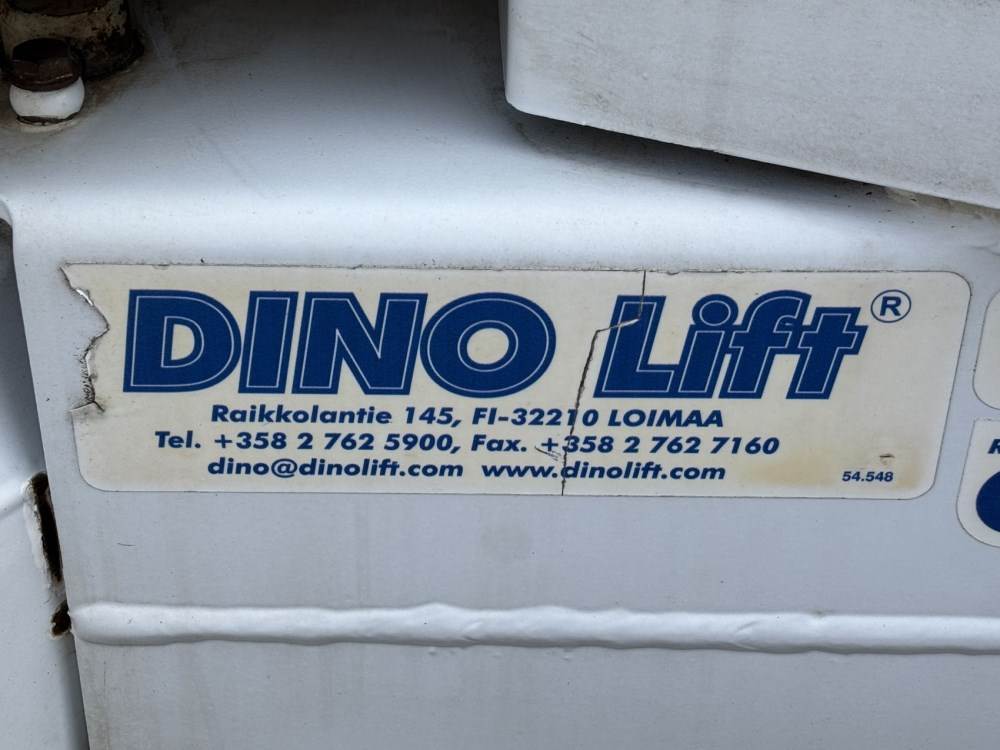 DINO Lift®
Raikkolantie 145, FI-32210 LOIMAA
Tel. +358 2 762 5900, Fax. +358 2 762 7160
dino@dinolift.com www.dinolift.com
54.548